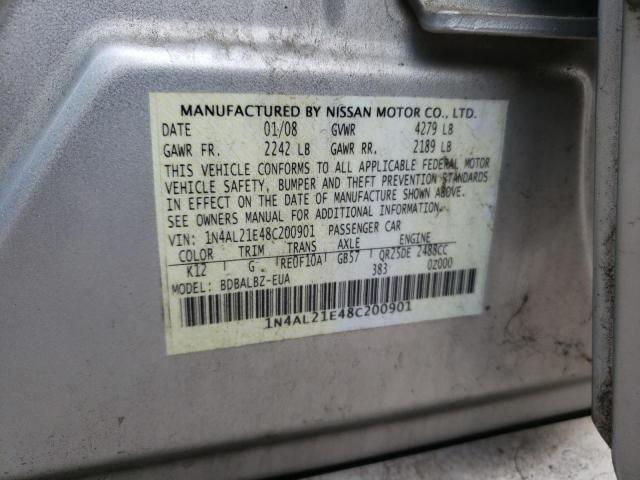 MANUFACTURED BY NISSAN MOTOR CO., LTD.
DATE 01/08 GVWR 4279 LB
GAWR FR. 2242 LB GAWR RR. 2189 LB
THIS VEHICLE CONFORMS TO ALL APPLICABLE FEDERAL MOTOR
VEHICLE SAFETY, BUMPER AND THEFT PREVENTION STANDARDS
IN EFFECT ON THE DATE OF MANUFACTURE SHOWN ABOVE.
SEE OWNERS MANUAL FOR ADDITIONAL INFORMATION.
VIN: 1N4AL21E48C200901 PASSENGER CAR
COLOR TRIM TRANS AXLE ENGINE
K12 G RE0F10A GB57 QR25DE 2488CC
MODEL: BDBALBZ-EUA 383 0Z000
1N4AL21E48C200901